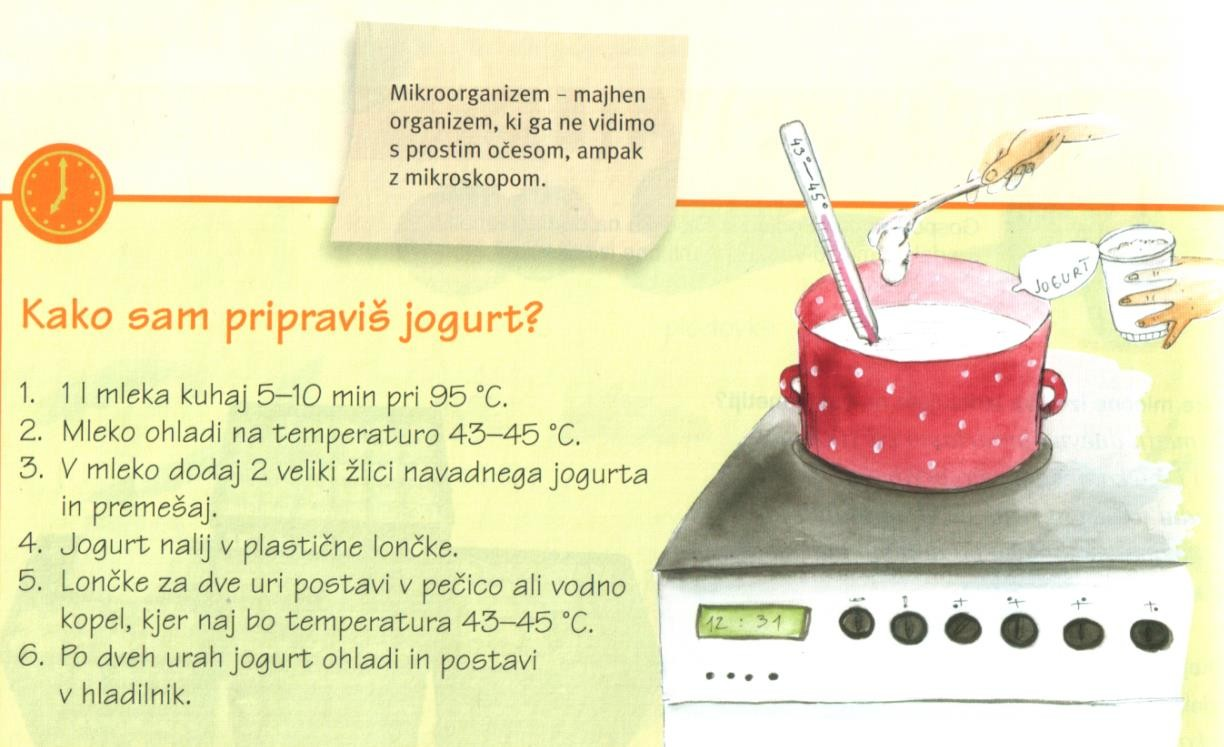 Mikroorganizem – majhen
organizem, ki ga ne vidimo
s prostim očesom, ampak
z mikroskopom.
43°–45°
JOGURT
Kako sam pripraviš jogurt?
1. 1 l mleka kuhaj 5–10 min pri 95 °C.
2. Mleko ohladi na temperaturo 43–45 °C.
3. V mleko dodaj 2 veliki žlici navadnega jogurta
in premešaj.
4. Jogurt nalij v plastične lončke.
5. Lončke za dve uri postavi v pečico ali vodno
kopel, kjer naj bo temperatura 43–45 °C.
6. Po dveh urah jogurt ohladi in postavi
v hladilnik.
12 : 31